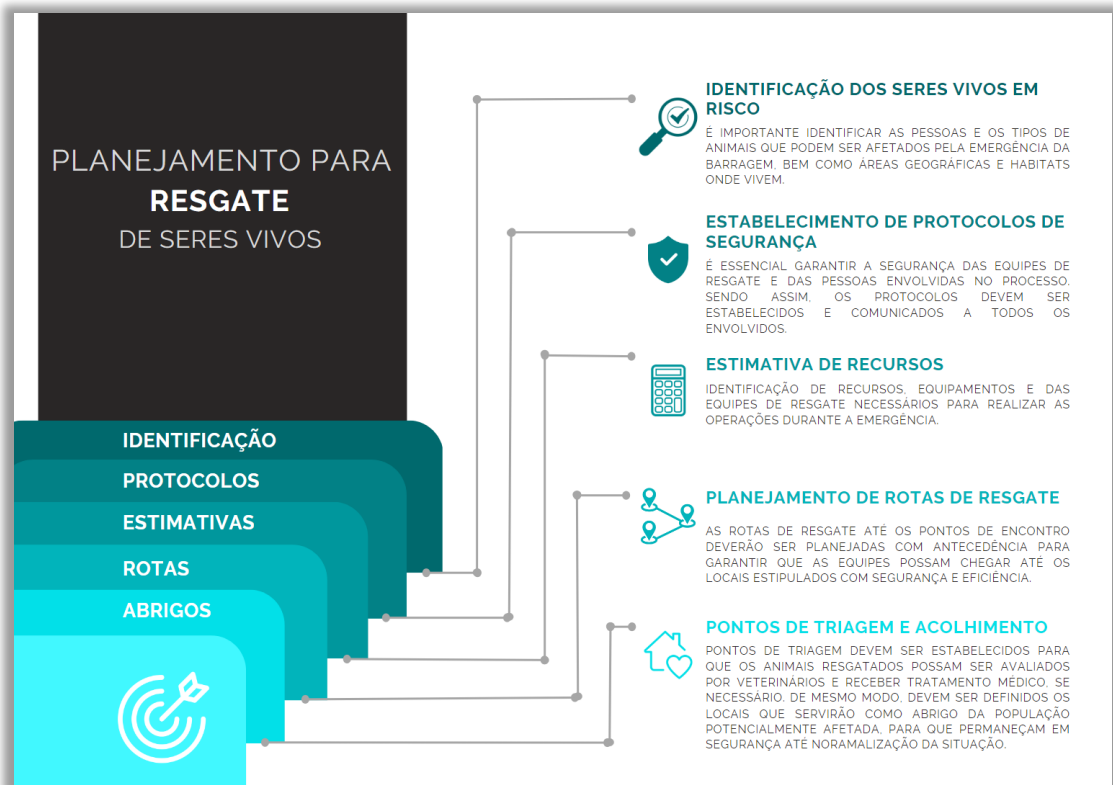 PLANEJAMENTO PARA
RESGATE
DE SERES VIVOS
IDENTIFICAÇÃO
PROTOCOLOS
ESTIMATIVAS
ROTAS
ABRIGOS
IDENTIFICAÇÃO DOS SERES VIVOS EM
RISCO
É IMPORTANTE IDENTIFICAR AS PESSOAS E OS TIPOS DE
ANIMAIS QUE PODEM SER AFETADOS PELA EMERGÊNCIA DA
BARRAGEM, BEM COMO ÁREAS GEOGRÁFICAS E HABITATS
ONDE VIVEM.
ESTABELECIMENTO DE PROTOCOLOS DE
SEGURANÇA
É ESSENCIAL GARANTIR A SEGURANÇA DAS EQUIPES DE
RESGATE E DAS PESSOAS ENVOLVIDAS NO PROCESSO.
SENDO ASSIM, OS PROTOCOLOS DEVEM SER
ESTABELECIDOS E COMUNICADOS A TODOS OS
ENVOLVIDOS.
ESTIMATIVA DE RECURSOS
IDENTIFICAÇÃO DE RECURSOS, EQUIPAMENTOS E DAS
EQUIPES DE RESGATE NECESSÁRIOS PARA REALIZAR AS
OPERAÇÕES DURANTE A EMERGÊNCIA.
PLANEJAMENTO DE ROTAS DE RESGATE
AS ROTAS DE RESGATE ATÉ OS PONTOS DE ENCONTRO
DEVERÃO SER PLANEJADAS COM ANTECEDÊNCIA PARA
GARANTIR QUE AS EQUIPES POSSAM CHEGAR ATÉ OS
LOCAIS ESTIPULADOS COM SEGURANÇA E EFICIÊNCIA.
PONTOS DE TRIAGEM E ACOLHIMENTO
PONTOS DE TRIAGEM DEVEM SER ESTABELECIDOS PARA
QUE OS ANIMAIS RESGATADOS POSSAM SER AVALIADOS
POR VETERINÁRIOS E RECEBER TRATAMENTO MÉDICO, SE
NECESSÁRIO. DE MESMO MODO, DEVEM SER DEFINIDOS OS
LOCAIS QUE SERVIRÃO COMO ABRIGO DA POPULAÇÃO
POTENCIALMENTE AFETADA, PARA QUE PERMANEÇAM EM
SEGURANÇA ATÉ NORAMALIZAÇÃO DA SITUAÇÃO.